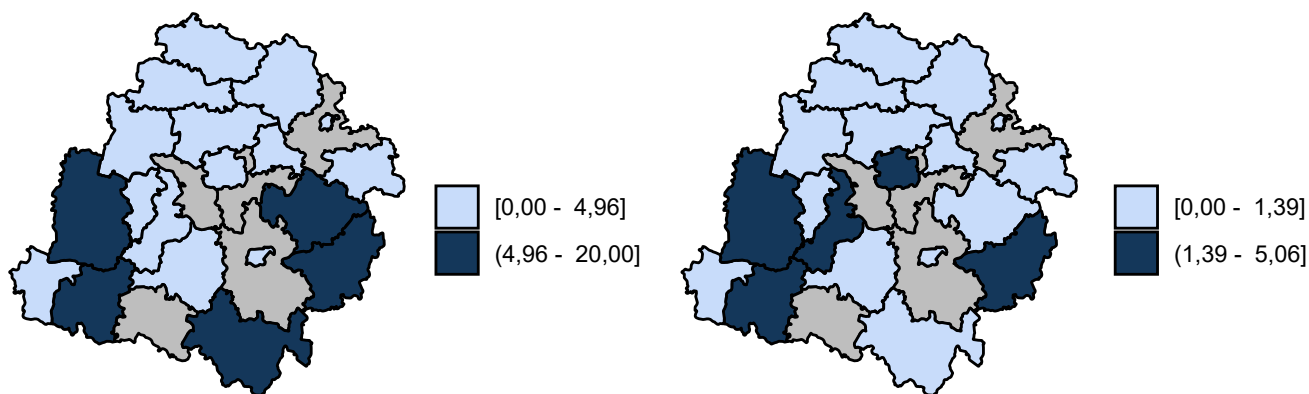 [0,00 - 4,96]
(4,96 - 20,00]
[0,00 - 1,39]
(1,39 - 5,06]